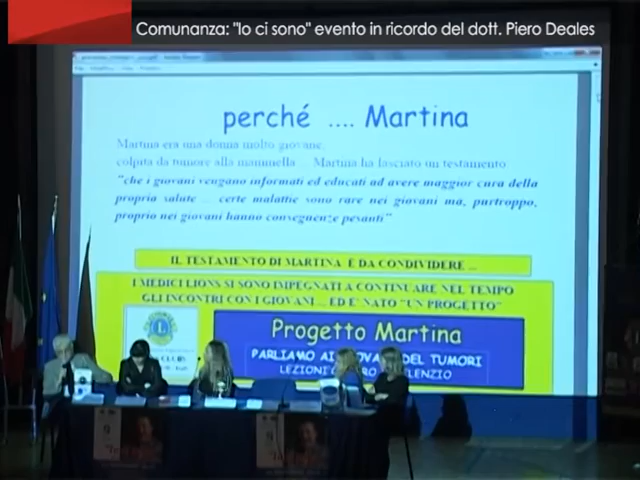 Comunanza: "Io ci sono" evento in ricordo del dott. Piero Deales
perché .... Martina
Martina era una donna molto giovane,
colpita da tumore alla mammella... Martina ha lasciato un testamento
"che i giovani vengano informati ed educati ad avere maggior cura della
propria salute ... certe malattie sono rare nei giovani ma, purtroppo,
proprio nei giovani hanno conseguenze pesanti"
IL TESTAMENTO DI MARTINA È DA CONDIVIDERE ...
I MEDICI LIONS SI SONO IMPEGNATI A CONTINUARE NEL TEMPO
GLI INCONTRI CON I GIOVANI... ED E' NATO "UN PROGETTO"
Progetto Martina
PARLIAMO AI DEI TUMORI
LEZIONI